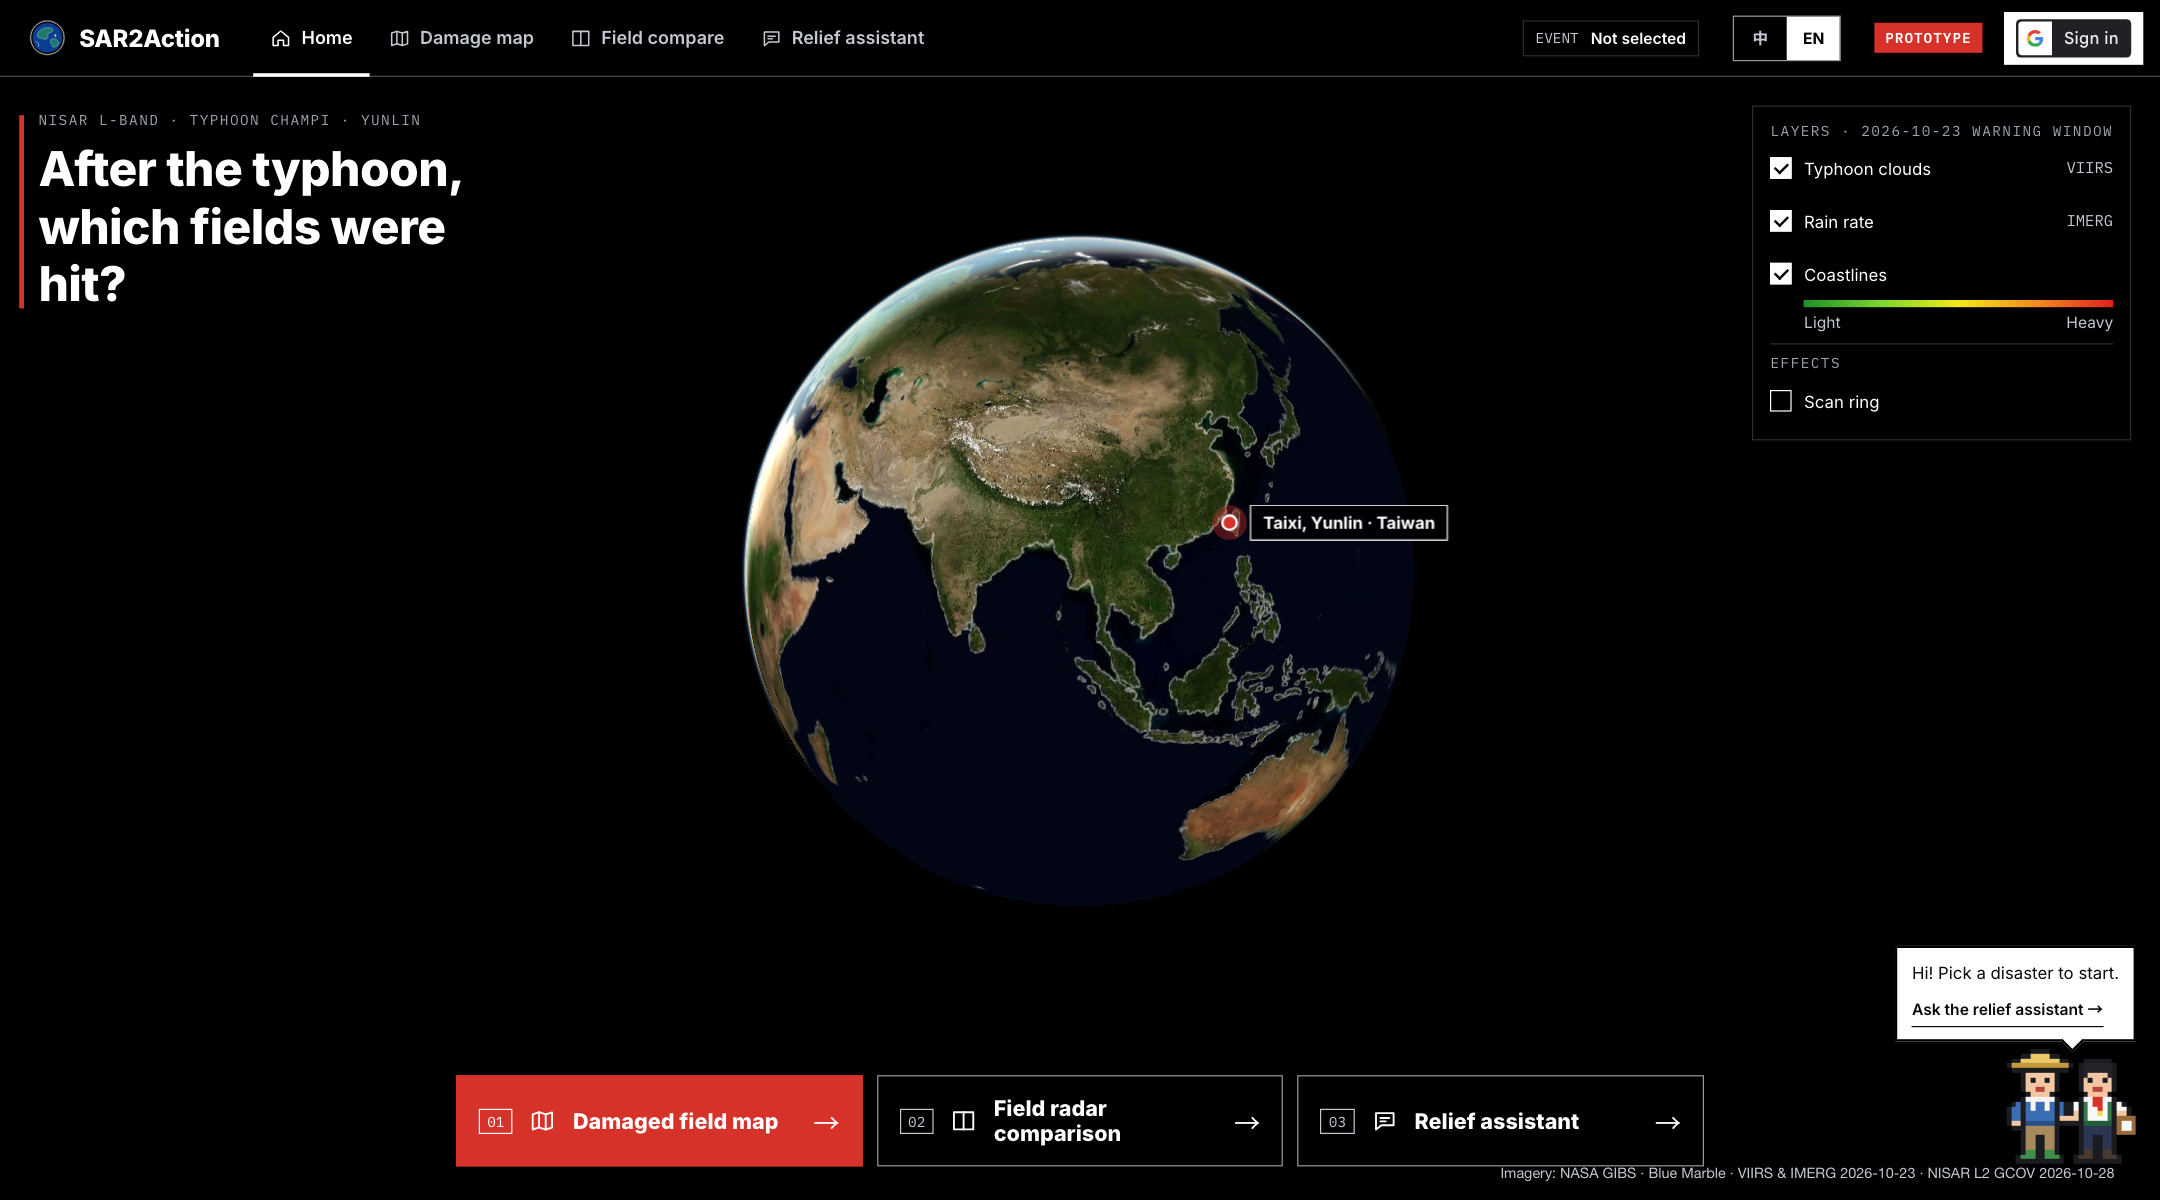 SAR2Action
Home
Damage map
Field compare
Relief assistant
EVENT Not selected
中
EN
PROTOTYPE
G
Sign in
NISAR L-BAND · TYPHOON CHAMPI · YUNLIN
After the typhoon,
which fields were
hit?
LAYERS · 2026-10-23 WARNING WINDOW
Typhoon clouds VIIRS
Rain rate IMERG
Coastlines
Light Heavy
EFFECTS
Scan ring
Taixi, Yunlin · Taiwan
Hi! Pick a disaster to start.
Ask the relief assistant →
01 Damaged field map →
02 Field radar
comparison →
03 Relief assistant →
Imagery: NASA GIBS · Blue Marble · VIIRS & IMERG 2026-10-23 · NISAR L2 GCOV 2026-10-28